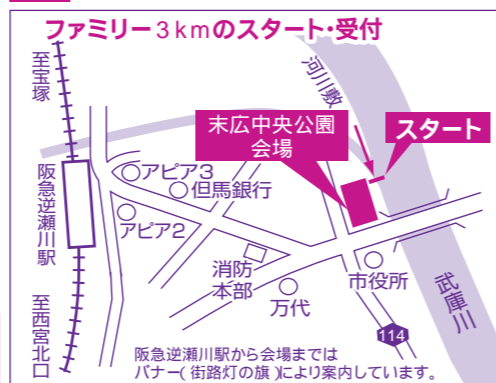 ファミリー3kmのスタート・受付
至宝塚
河川敷
末広中央公園
会場
スタート
アピア3
但馬銀行
阪急逆瀬川駅
アピア2
消防
本部
市役所
万代
武庫川
至西宮北口
114
阪急逆瀬川駅から会場までは
バナー(街路灯の旗)により案内しています。